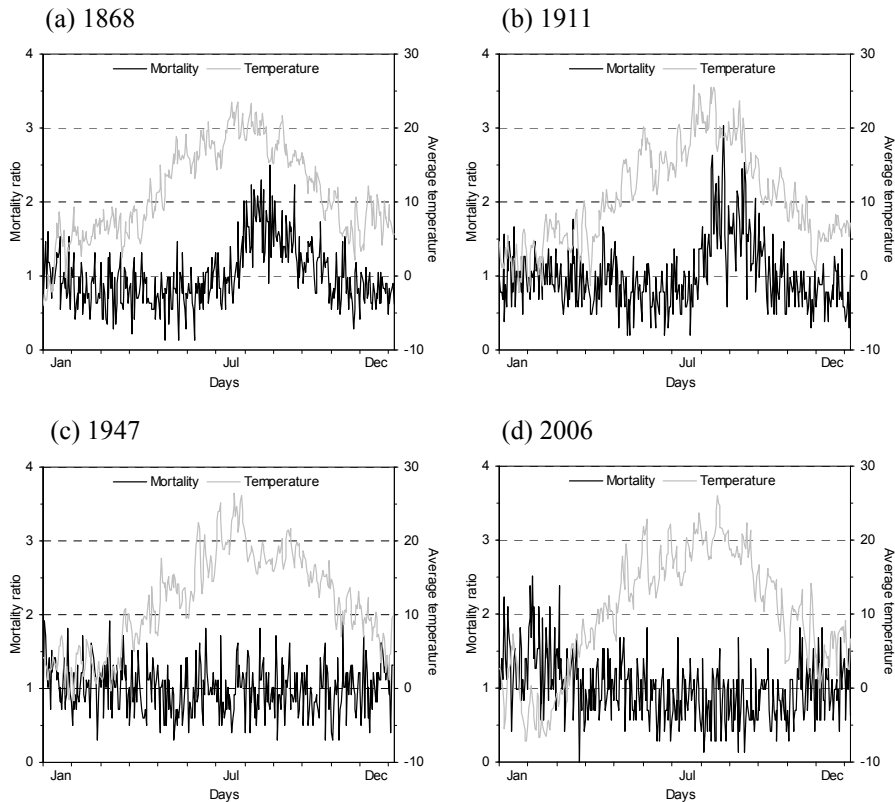 (a) 1868
4
3
2
1
0
Mortality ratio
Mortality Temperature
30
20
10
0
-10
Average temperature
Jan Jul Dec
Days
(b) 1911
4
3
2
1
0
Mortality ratio
Mortality Temperature
30
20
10
0
-10
Average temperature
Jan Jul Dec
Days
(c) 1947
4
3
2
1
0
Mortality ratio
Mortality Temperature
30
20
10
0
-10
Average temperature
Jan Jul Dec
Days
(d) 2006
4
3
2
1
0
Mortality ratio
Mortality Temperature
30
20
10
0
-10
Average temperature
Jan Jul Dec
Days